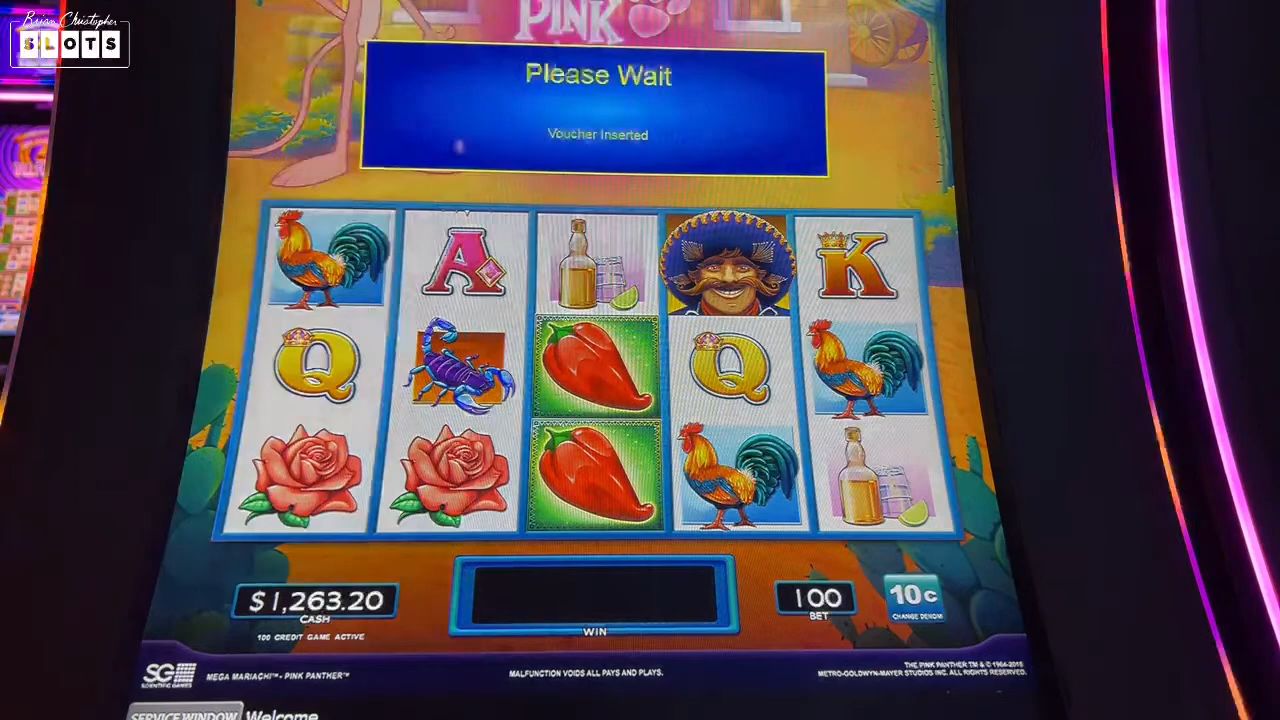 Brian Christopher
SLOTS
PINK
Please Wait
Voucher Inserted
A
K
Q
Q
$1,263.20
CASH
100 CREDIT GAME ACTIVE
WIN
100
BET
10c
CHANGE DENOM
SG
SCIENTIFIC GAMES
MEGA MARIACHI™ - PINK PANTHER™
MALFUNCTION VOIDS ALL PAYS AND PLAYS.
THE PINK PANTHER TM & © 1964-2015
METRO-GOLDWYN-MAYER STUDIOS INC. ALL RIGHTS RESERVED.
SERVICE WINDOW
Welcome